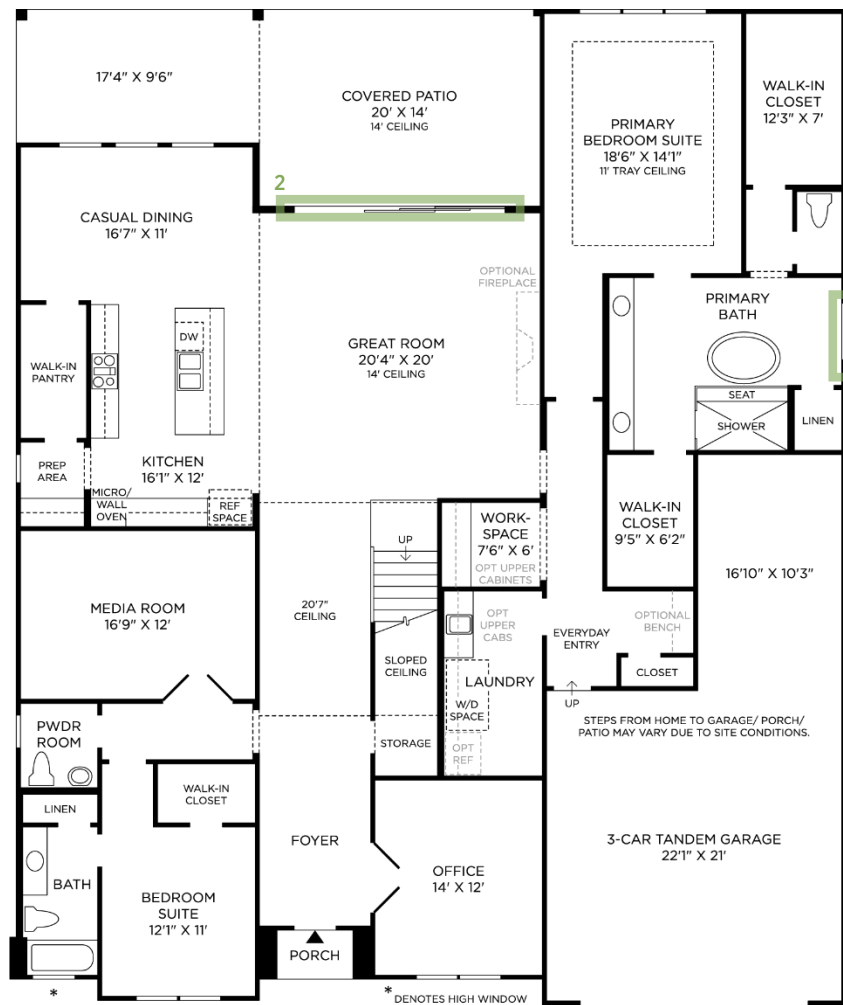 17'4" X 9'6"
COVERED PATIO
20' X 14'
14' CEILING
PRIMARY
BEDROOM SUITE
18'6" X 14'1"
11' TRAY CEILING
WALK-IN
CLOSET
12'3" X 7'
2
CASUAL DINING
16'7" X 11'
OPTIONAL
FIREPLACE
PRIMARY
BATH
DW
GREAT ROOM
20'4" X 20'
14' CEILING
WALK-IN
PANTRY
SEAT
SHOWER
LINEN
PREP
AREA
KITCHEN
16'1" X 12'
MICRO/
WALL
OVEN
REF
SPACE
WORK-
SPACE
7'6" X 6'
OPT UPPER
CABINETS
WALK-IN
CLOSET
9'5" X 6'2"
16'10" X 10'3"
UP
MEDIA ROOM
16'9" X 12'
20'7"
CEILING
OPT
UPPER
CABS
OPTIONAL
BENCH
EVERYDAY
ENTRY
SLOPED
CEILING
CLOSET
LAUNDRY
W/D
SPACE
UP
PWDR
ROOM
STEPS FROM HOME TO GARAGE/ PORCH/
PATIO MAY VARY DUE TO SITE CONDITIONS.
STORAGE
OPT
REF
WALK-IN
CLOSET
LINEN
FOYER
3-CAR TANDEM GARAGE
22'1" X 21'
OFFICE
14' X 12'
BATH
BEDROOM
SUITE
12'1" X 11'
PORCH
*
* DENOTES HIGH WINDOW